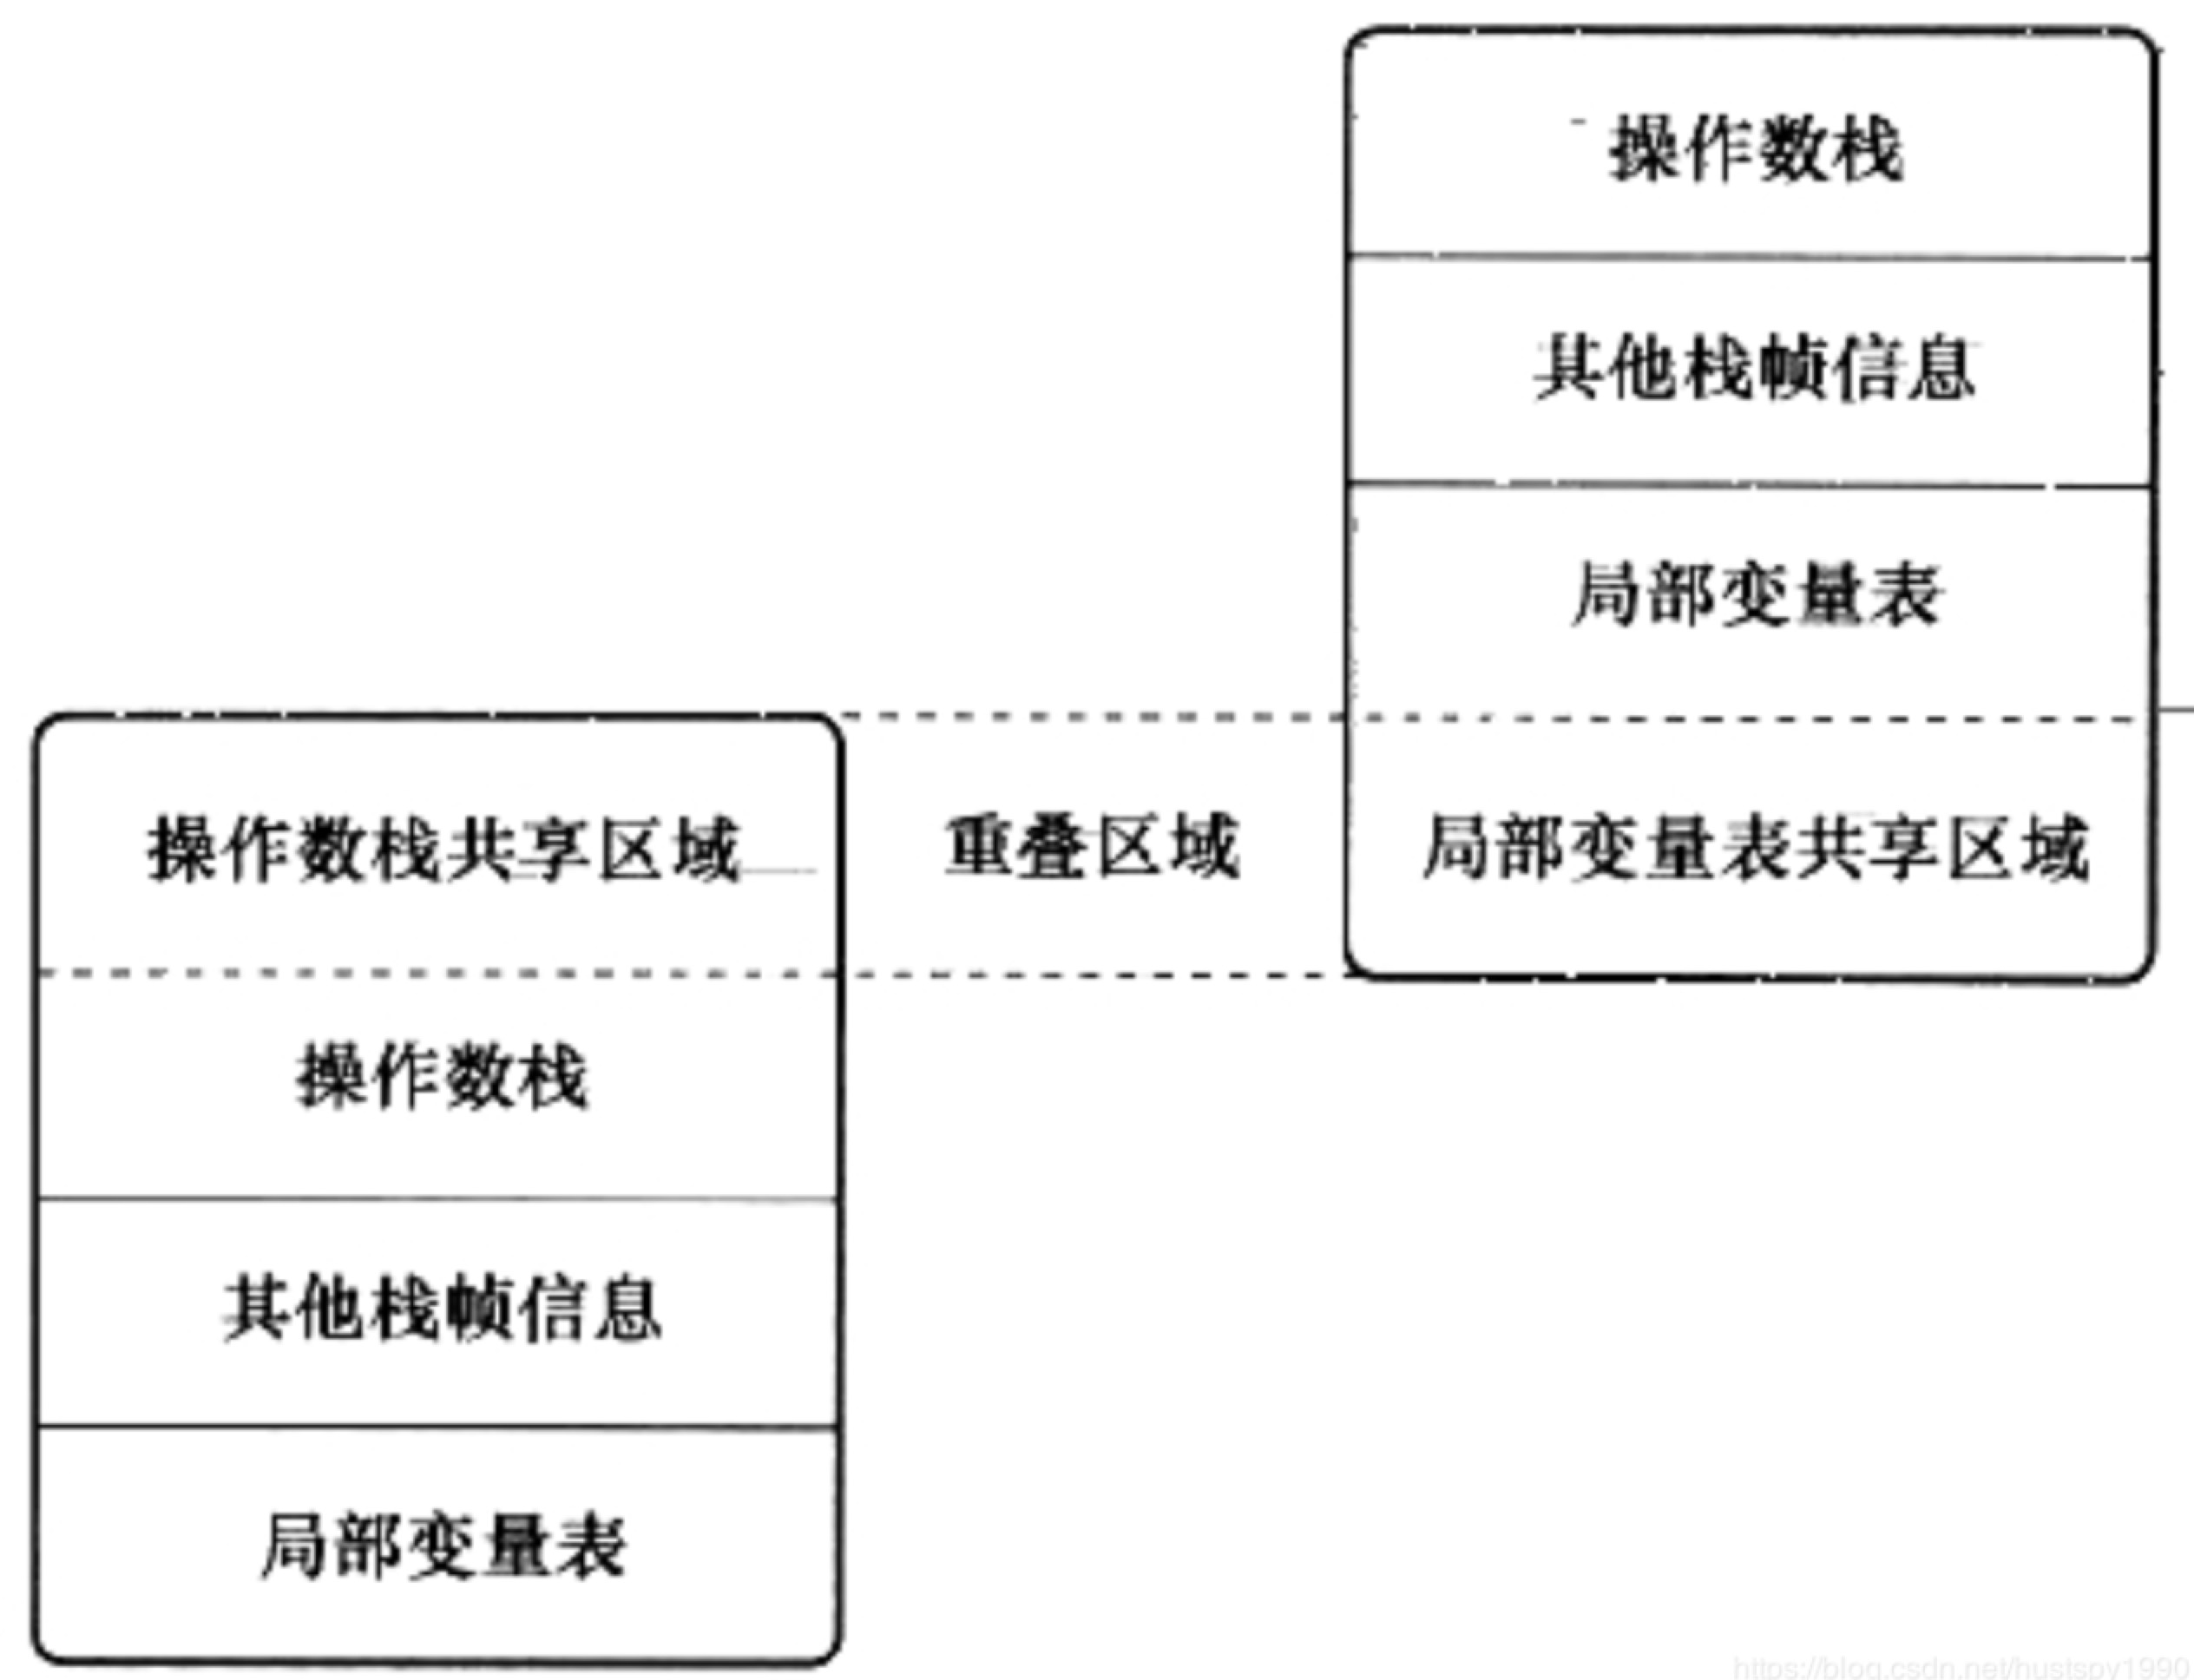 操作数栈
其他栈帧信息
局部变量表
操作数栈共享区域
重叠区域
局部变量表共享区域
操作数栈
其他栈帧信息
局部变量表
https://blog.csdn.net/hustspy1990